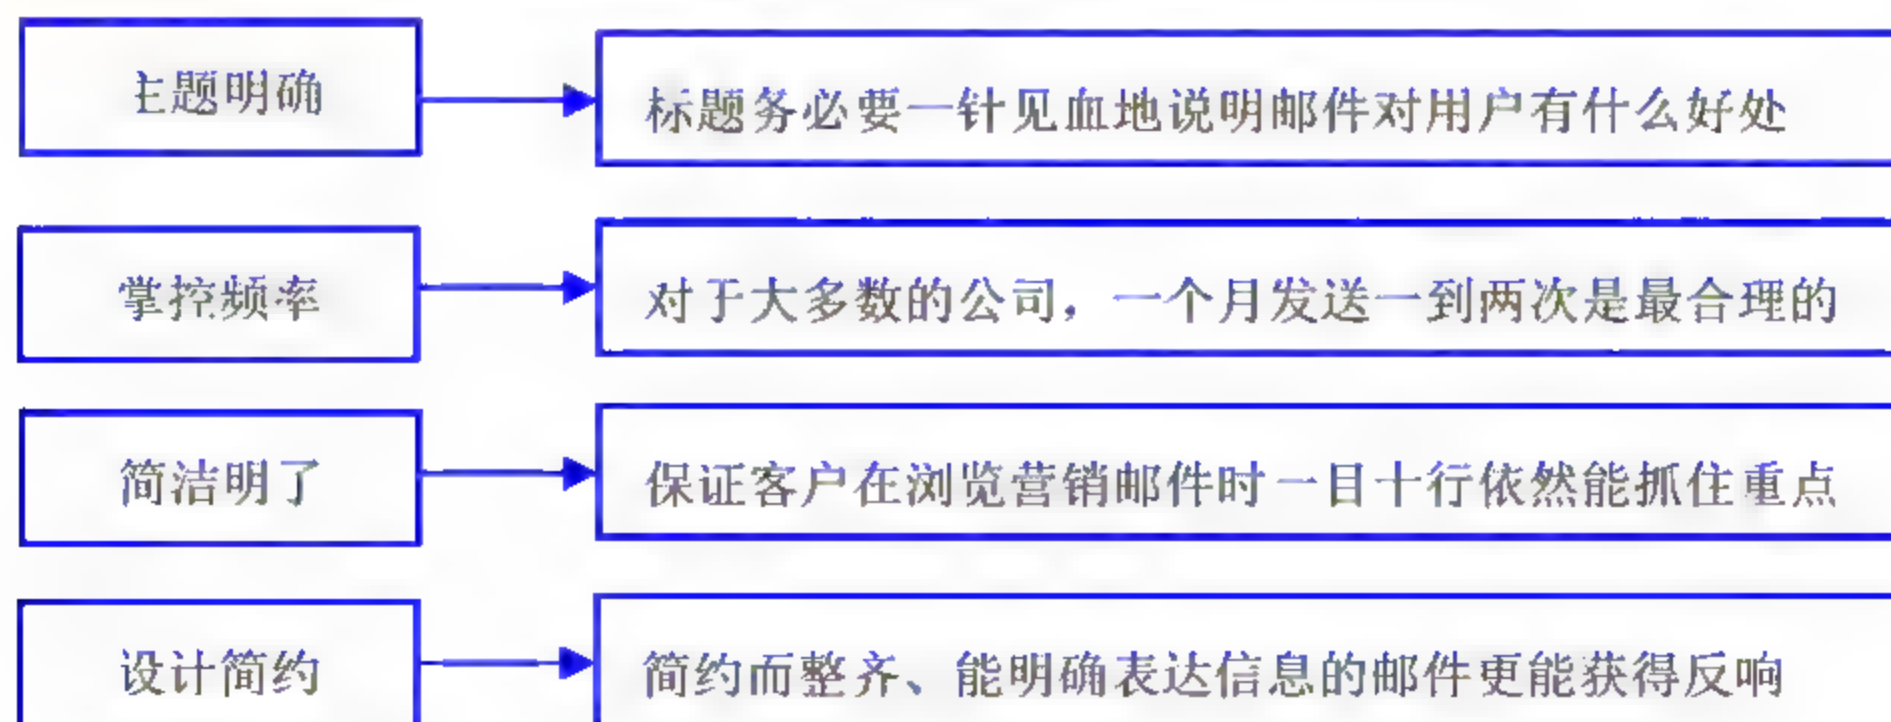 主题明确
标题务必要一针见血地说明邮件对用户有什么好处
掌控频率
对于大多数的公司，一个月发送一到两次是最合理的
简洁明了
保证客户在浏览营销邮件时一目十行依然能抓住重点
设计简约
简约而整齐、能明确表达信息的邮件更能获得反响